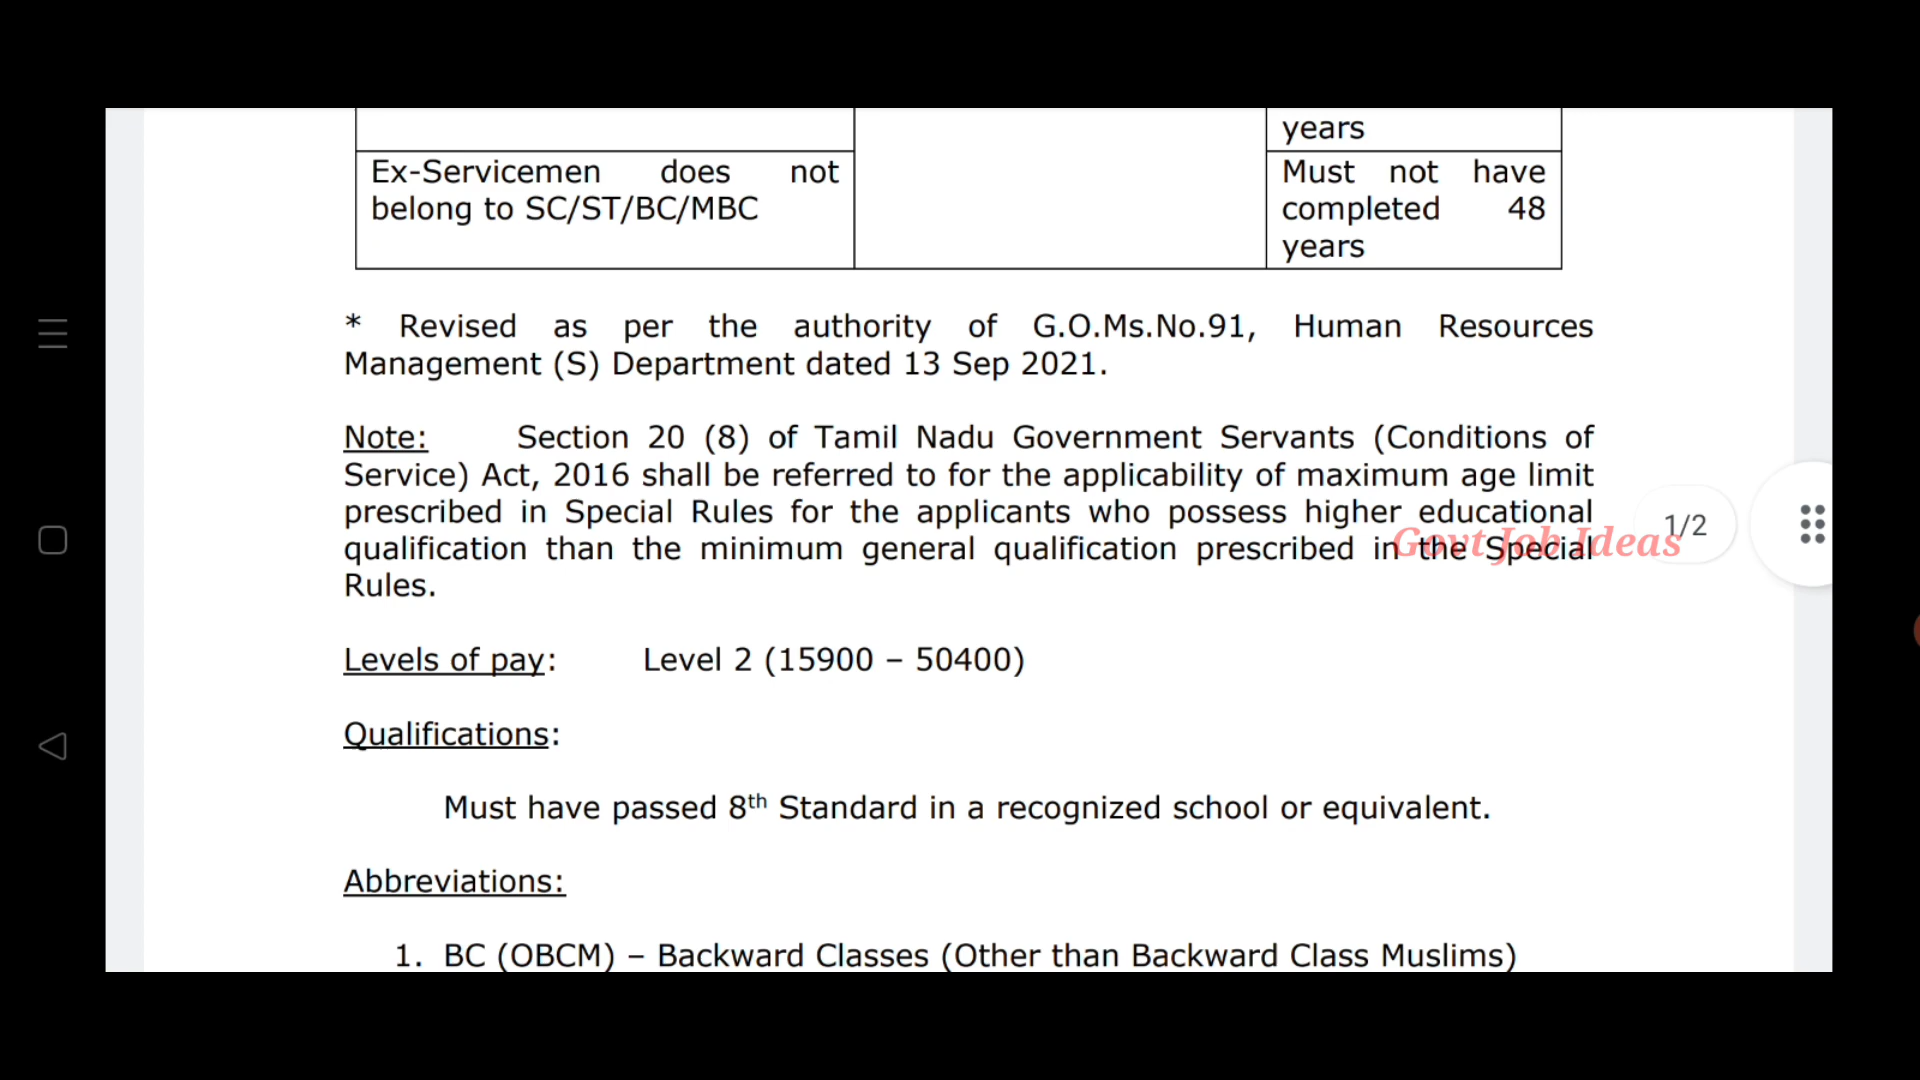 years
Ex-Servicemen does not
belong to SC/ST/BC/MBC
Must not have
completed 48
years
* Revised as per the authority of G.O.Ms.No.91, Human Resources
Management (S) Department dated 13 Sep 2021.
Note: Section 20 (8) of Tamil Nadu Government Servants (Conditions of
Service) Act, 2016 shall be referred to for the applicability of maximum age limit
prescribed in Special Rules for the applicants who possess higher educational
qualification than the minimum general qualification prescribed in the Special
Rules.
1/2
Govt Job Ideas
Levels of pay: Level 2 (15900 – 50400)
Qualifications:
Must have passed 8th Standard in a recognized school or equivalent.
Abbreviations:
1. BC (OBCM) – Backward Classes (Other than Backward Class Muslims)